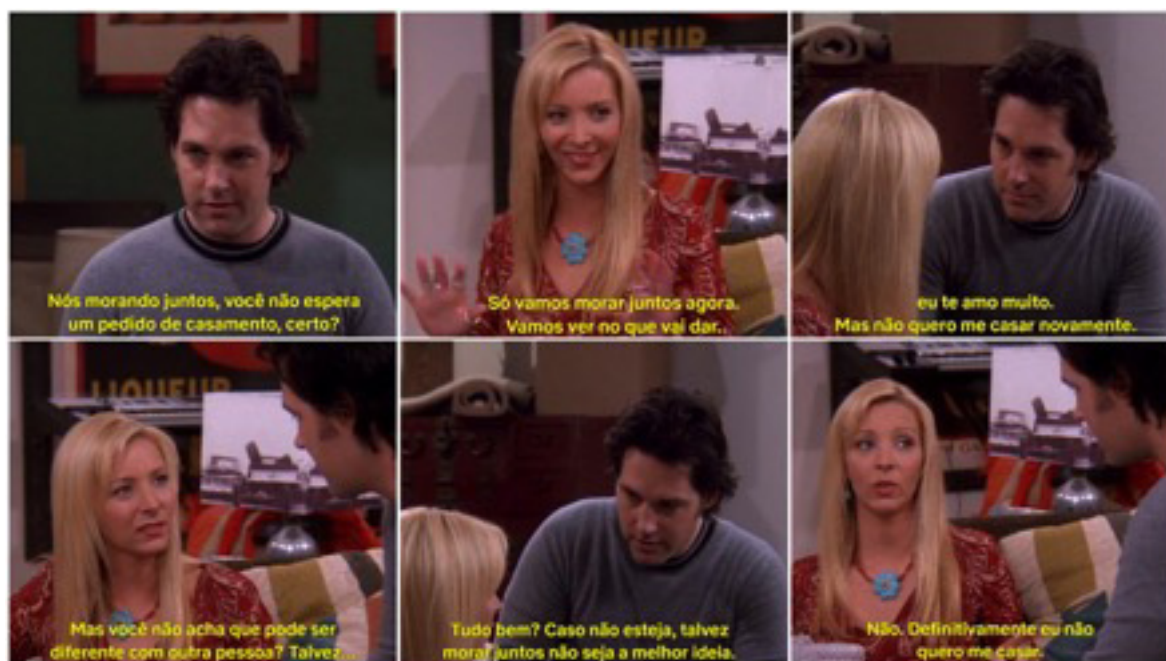 LIQUEUR
Nós morando juntos, você não espera
um pedido de casamento, certo?
Só vamos morar juntos agora.
Vamos ver no que vai dar.
eu te amo muito.
Mas não quero me casar novamente.
LIQUEUR
Mas você não acha que pode ser
diferente com outra pessoa? Talvez...
Tudo bem? Caso não esteja, talvez
morar juntos não seja a melhor ideia.
Não. Definitivamente eu não
quero me casar.